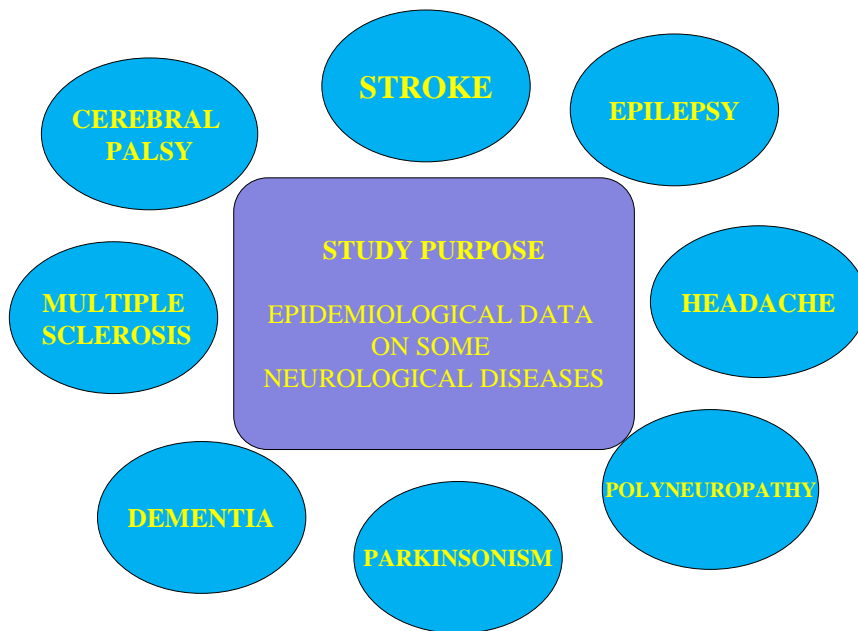 STROKE
EPILEPSY
CEREBRAL
PALSY
STUDY PURPOSE
EPIDEMIOLOGICAL DATA
ON SOME
NEUROLOGICAL DISEASES
HEADACHE
MULTIPLE
SCLEROSIS
POLYNEUROPATHY
DEMENTIA
PARKINSONISM